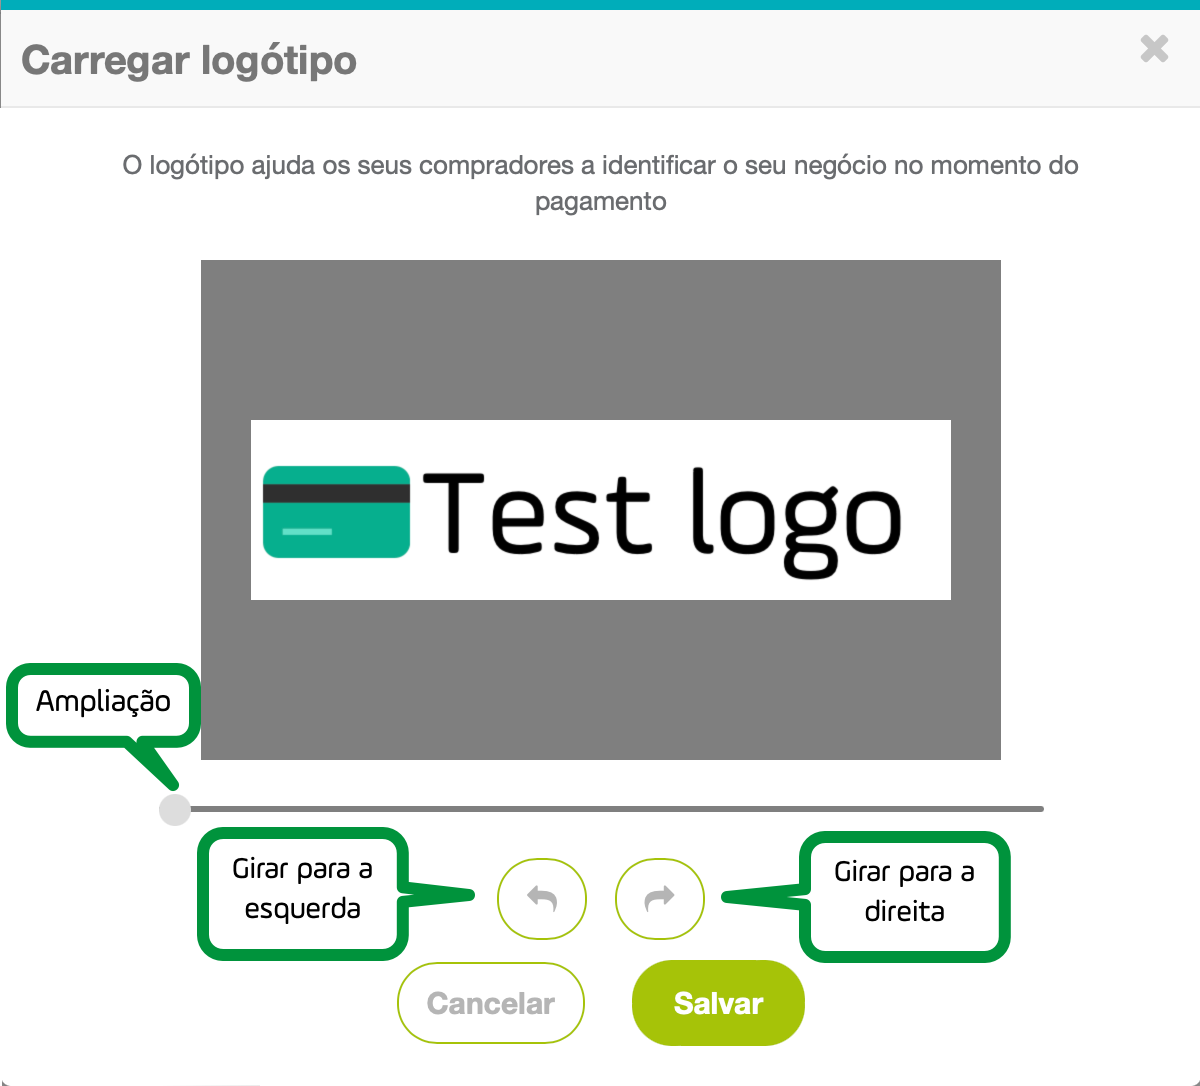 Carregar logótipo
O logótipo ajuda os seus compradores a identificar o seu negócio no momento do
pagamento
Test logo
Ampliação
Girar para a
esquerda
Girar para a
direita
Cancelar
Salvar